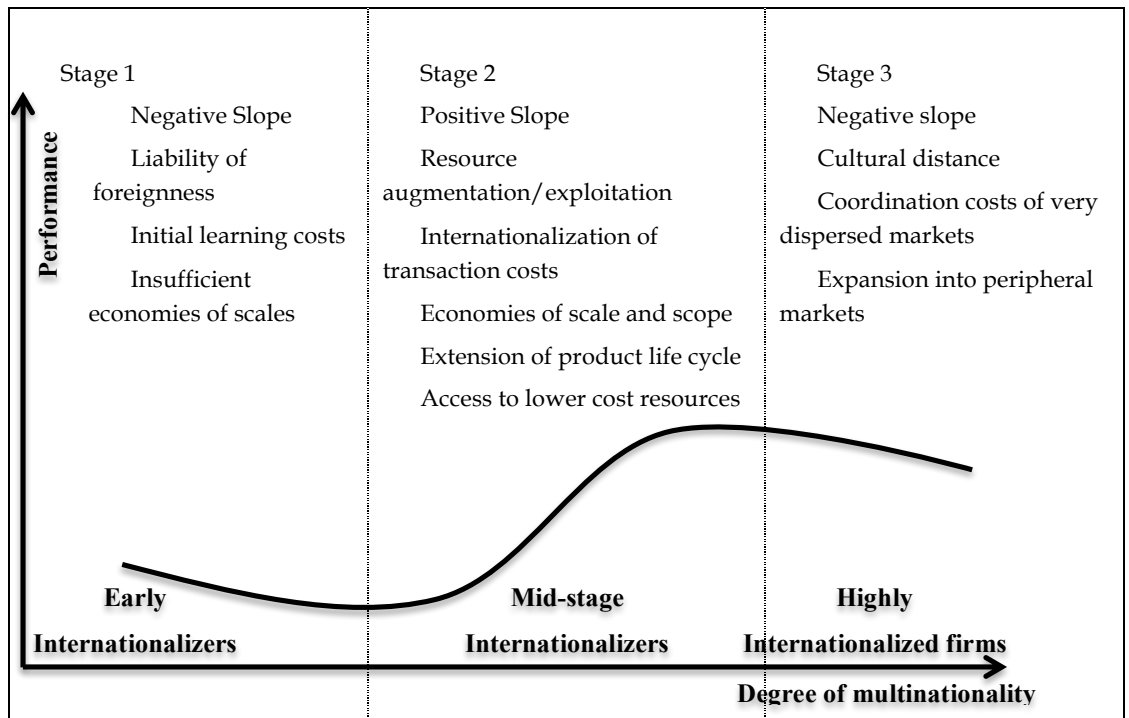 Stage 1
Negative Slope
Liability of
foreignness
Initial learning costs
Insufficient
economies of scales
Stage 2
Positive Slope
Resource
augmentation/exploitation
Internationalization of
transaction costs
Economies of scale and scope
Extension of product life cycle
Access to lower cost resources
Stage 3
Negative slope
Cultural distance
Coordination costs of very
dispersed markets
Expansion into peripheral
markets
Performance
Early
Internationalizers
Mid-stage
Internationalizers
Highly
Internationalized firms
Degree of multinationality